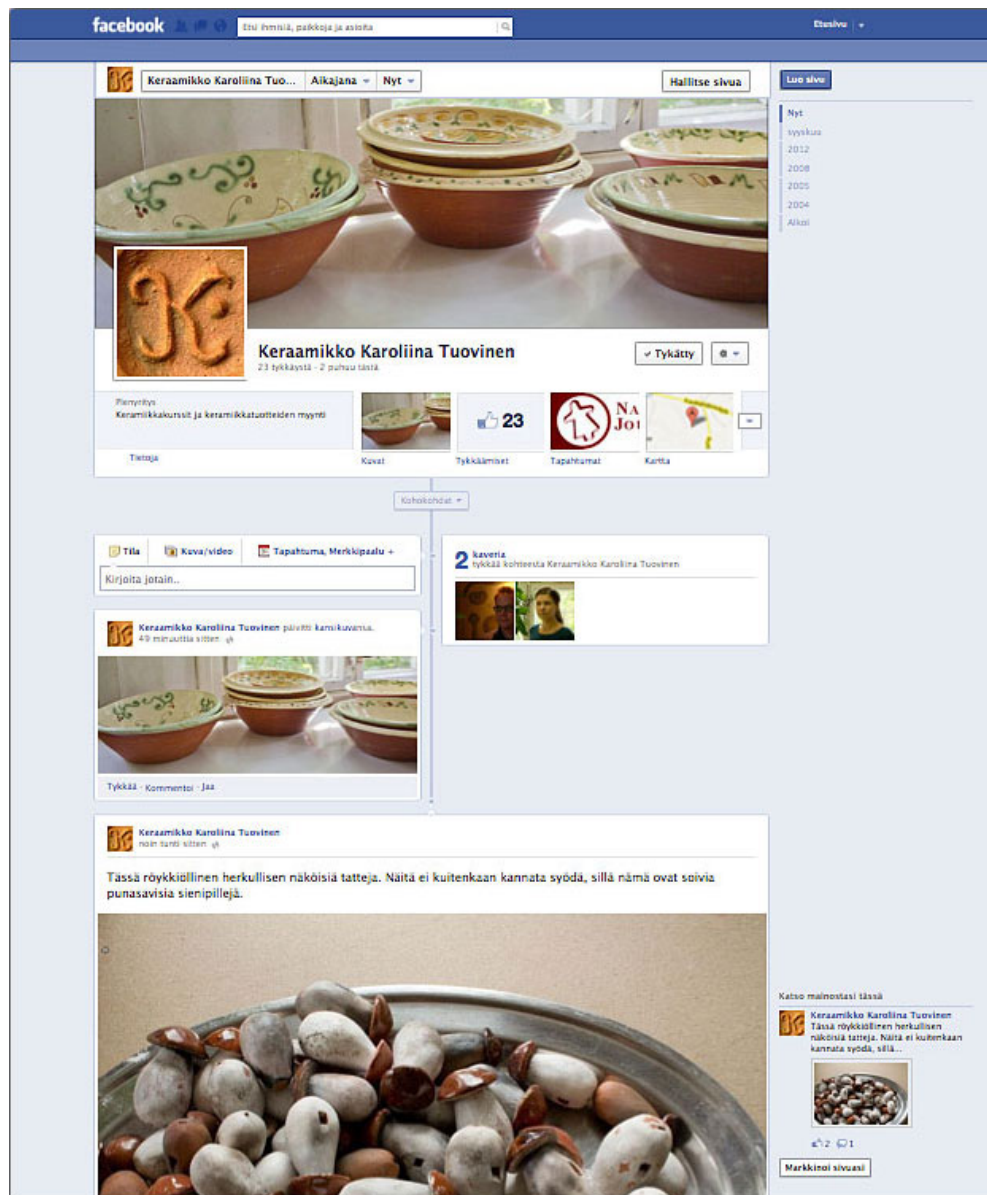 facebook
Etsi ihmisiä, paikkoja ja asioita
Etusivu
Keraamikko Karoliina Tuo...
Aikajana
Nyt
Hallitse sivua
Luo sivu
Nyt
syyskuu
2012
2008
2005
2004
Alkoi
K
Keraamikko Karoliina Tuovinen
23 tykkäystä · 2 puhuu tästä
Tykätty
Pienyritys
Keramiikkakurssit ja keramiikkatuotteiden myynti
Tietoja
23
NA
JOU
A
Kuvat
Tykkäämiset
Tapahtumat
Kartta
Kohokohdat
Tila
Kuva/video
Tapahtuma, Merkkipaalu +
Kirjoita jotain..
2 kaveria
tykkää kohteesta Keraamikko Karoliina Tuovinen
Keraamikko Karoliina Tuovinen päivitti kansikuvansa.
49 minuuttia sitten
Tykkää · Kommentoi · Jaa
Keraamikko Karoliina Tuovinen
noin tunti sitten
Tässä röykkiöllinen herkullisen näköisiä tatteja. Näitä ei kuitenkaan kannata syödä, sillä nämä ovat soivia
punasavisia sienipillejä.
Katso mainostasi tässä
Keraamikko Karoliina Tuovinen
Tässä röykkiöllinen herkullisen
näköisiä tatteja. Näitä ei kuitenkaan
kannata syödä, sillä...
2 1
Markkinoi sivuasi